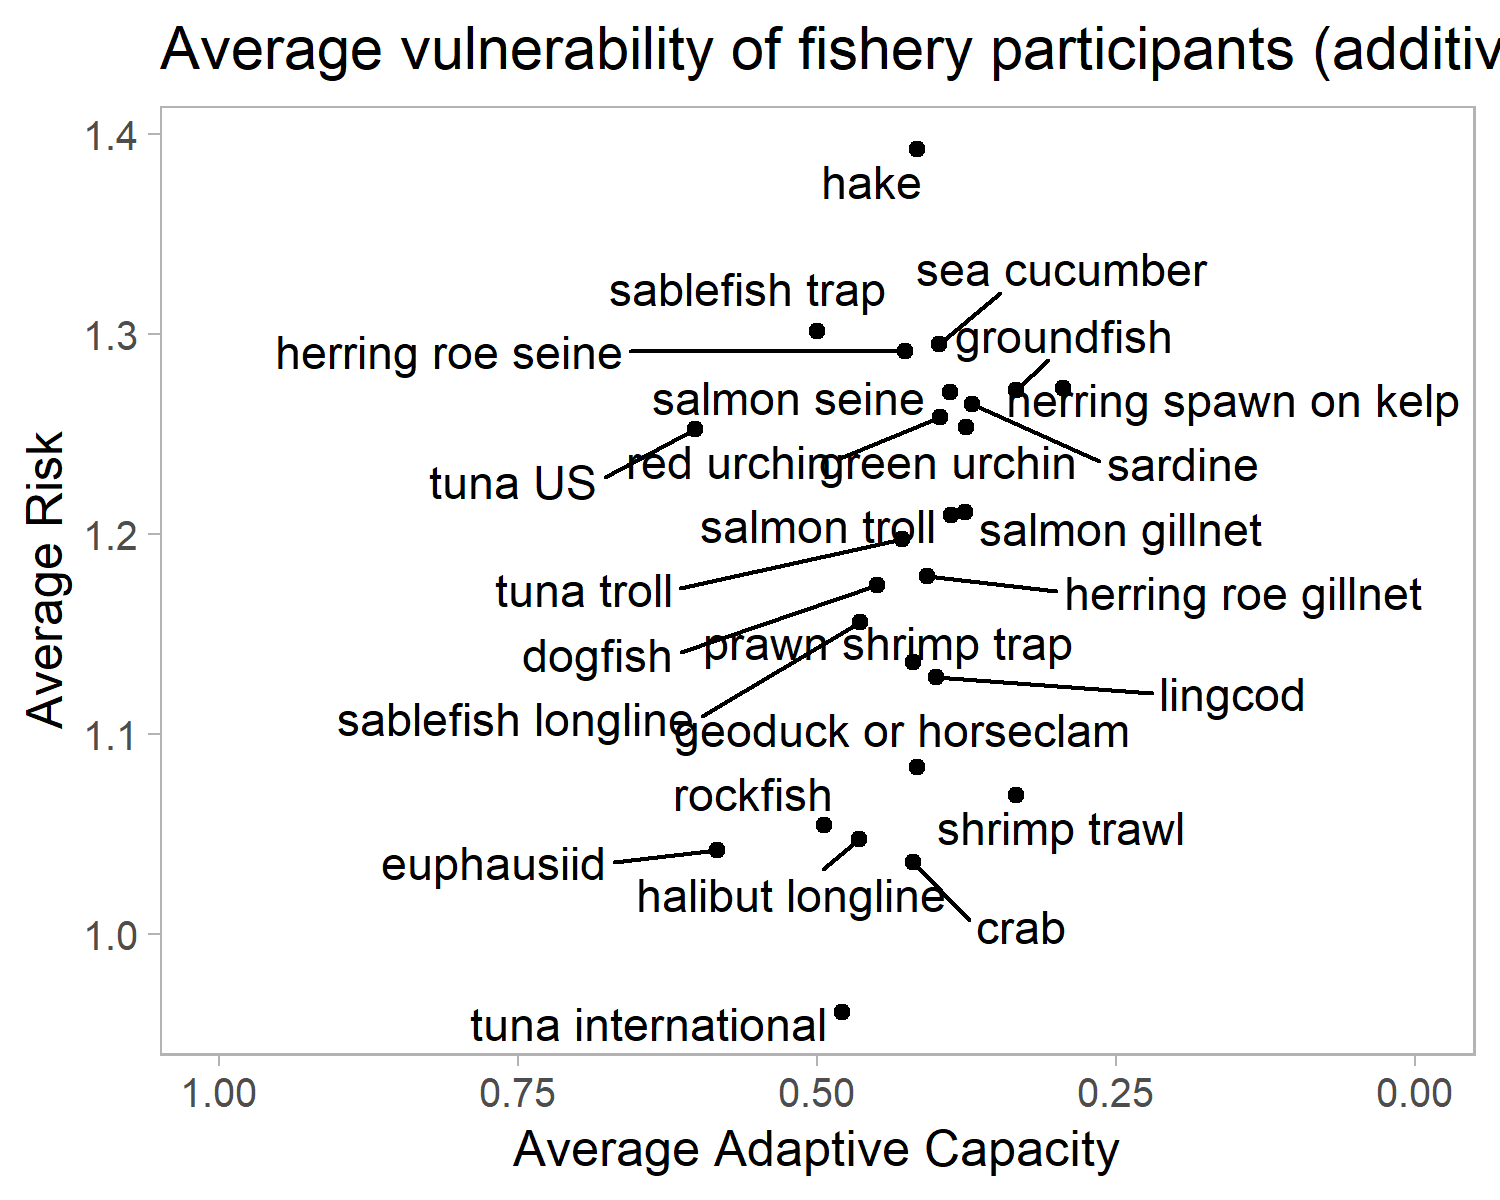 Average vulnerability of fishery participants (additiv
1.4
hake
sea cucumber
sablefish trap
1.3
groundfish
herring roe seine
salmon seine
herring spawn on kelp
red urchin
green urchin
sardine
tuna US
1.2
salmon troll
salmon gillnet
tuna troll
herring roe gillnet
prawn shrimp trap
dogfish
lingcod
sablefish longline
1.1
geoduck or horseclam
rockfish
shrimp trawl
euphausiid
halibut longline
1.0
crab
tuna international
Average Risk
1.00 0.75 0.50 0.25 0.00
Average Adaptive Capacity